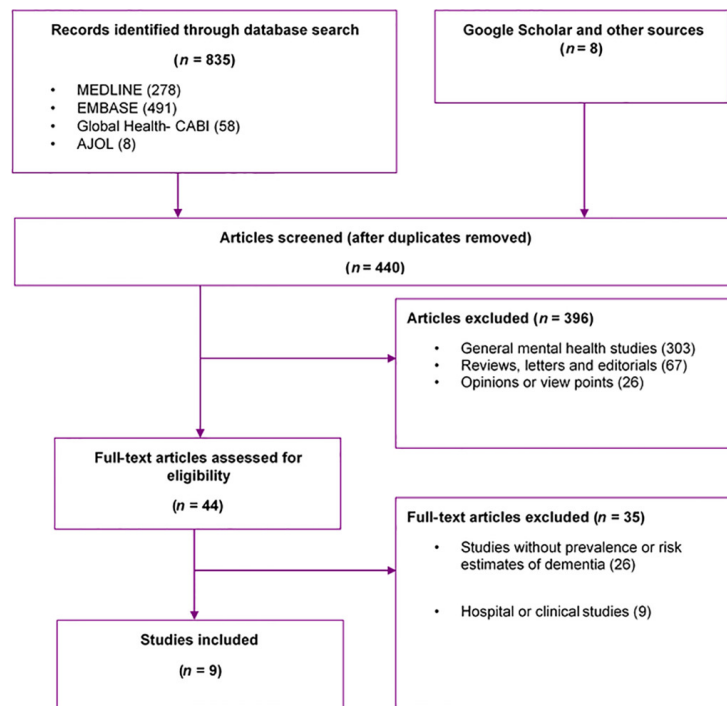 Records identified through database search
(n = 835)
• MEDLINE (278)
• EMBASE (491)
• Global Health- CABI (58)
• AJOL (8)
Google Scholar and other sources
(n = 8)
Articles screened (after duplicates removed)
(n = 440)
Articles excluded (n = 396)
• General mental health studies (303)
• Reviews, letters and editorials (67)
• Opinions or view points (26)
Full-text articles assessed for
eligibility
(n = 44)
Full-text articles excluded (n = 35)
• Studies without prevalence or risk
estimates of dementia (26)
• Hospital or clinical studies (9)
Studies included
(n = 9)